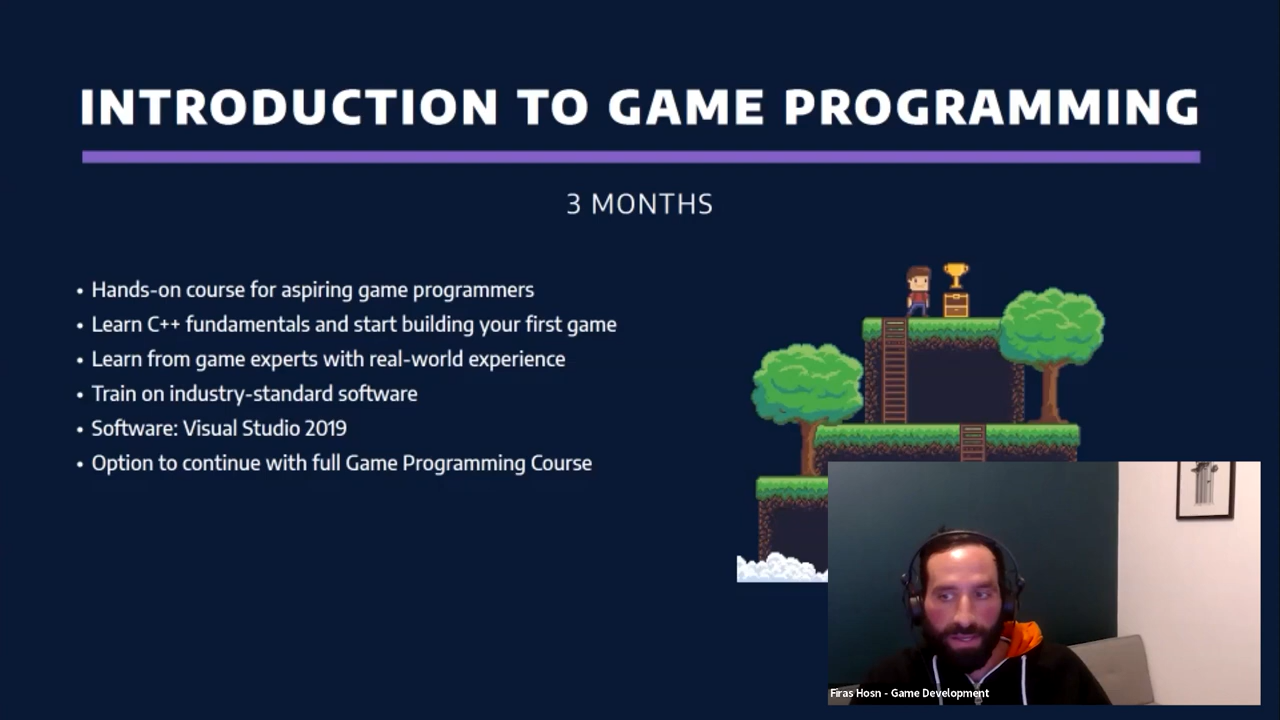 INTRODUCTION TO GAME PROGRAMMING
3 MONTHS
• Hands-on course for aspiring game programmers
• Learn C++ fundamentals and start building your first game
• Learn from game experts with real-world experience
• Train on industry-standard software
• Software: Visual Studio 2019
• Option to continue with full Game Programming Course
Firas Hosn - Game Development